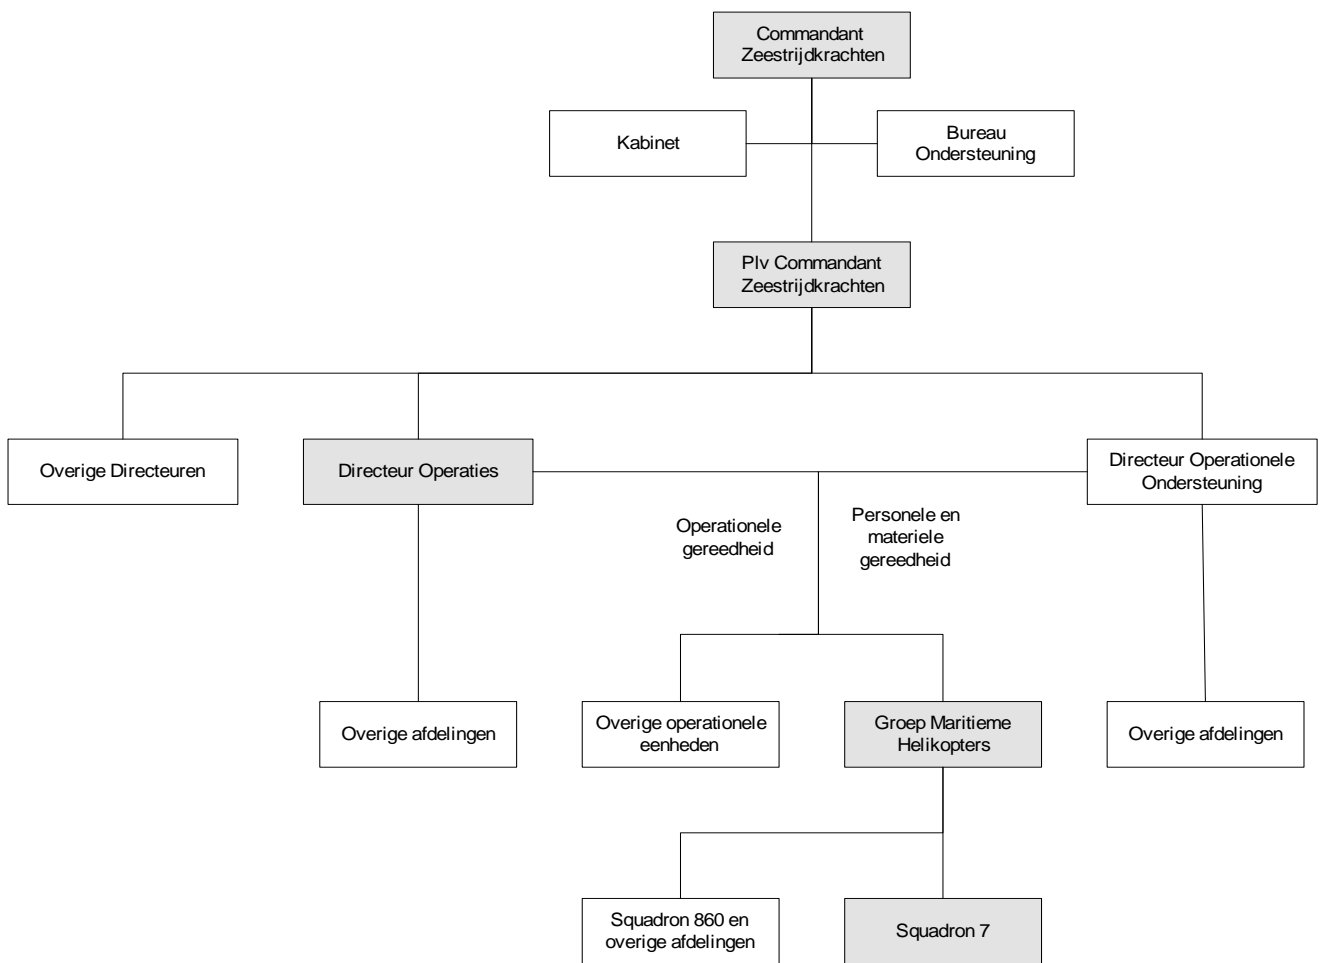 Commandant
Zeestrijdkrachten
Kabinet
Bureau
Ondersteuning
Plv Commandant
Zeestrijdkrachten
Overige Directeuren
Directeur Operaties
Directeur Operationele
Ondersteuning
Operationele
gereedheid
Personele en
materiele
gereedheid
Overige afdelingen
Overige operationele
eenheden
Groep Maritieme
Helikopters
Overige afdelingen
Squadron 860 en
overige afdelingen
Squadron 7